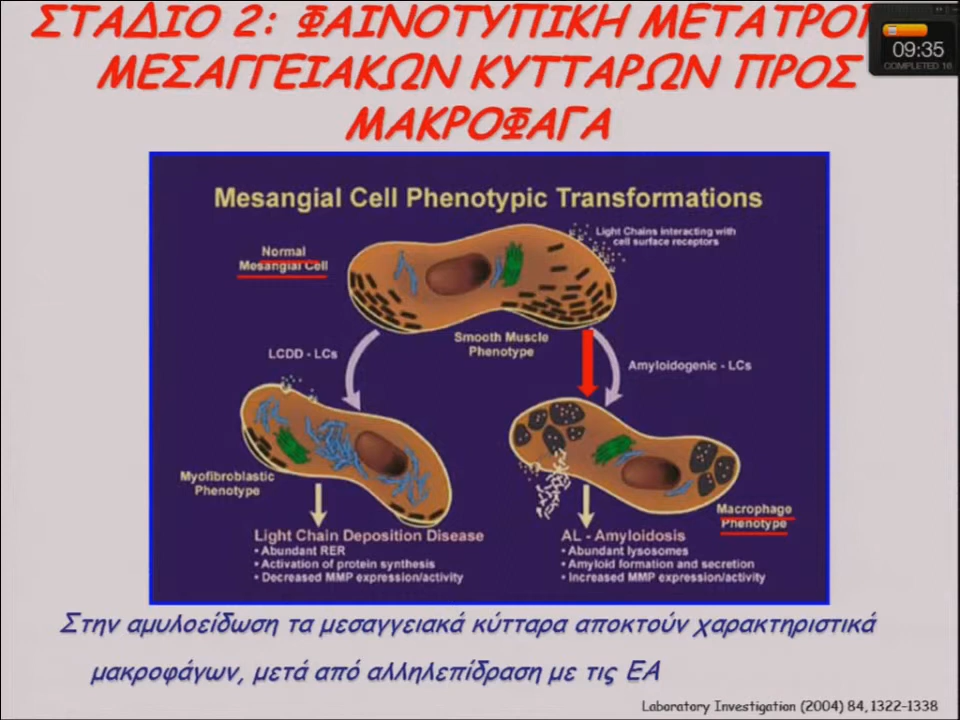 ΣΤΑΔΙΟ 2: ΦΑΙΝΟΤΥΠΙΚΗ
ΜΕΣΑΓΓΕΙΑΚΩΝ ΚΥΤΤΑΡΩΝ ΠΡΟΣ
ΜΑΚΡΟΦΑΓΑ
09:35
COMPLETED 16
Mesangial Cell Phenotypic Transformations
Light Chains interacting with
cell surface receptors
Normal
Mesangial Cell
Smooth Muscle
Phenotype
LCDD - LCs
Amyloidogenic - LCs
Myofibroblastic
Phenotype
Macrophage
Phenotype
Light Chain Deposition Disease
• Abundant RER
• Activation of protein synthesis
• Decreased MMP expression/activity
AL - Amyloidosis
• Abundant lysosomes
• Amyloid formation and secretion
• Increased MMP expression/activity
Στην αμυλοείδωση τα μεσαγγειακά κύτταρα αποκτούν χαρακτηριστικά
μακροφάγων, μετά από αλληλεπίδραση με τις ΕΑ
Laboratory Investigation (2004) 84, 1322-1338